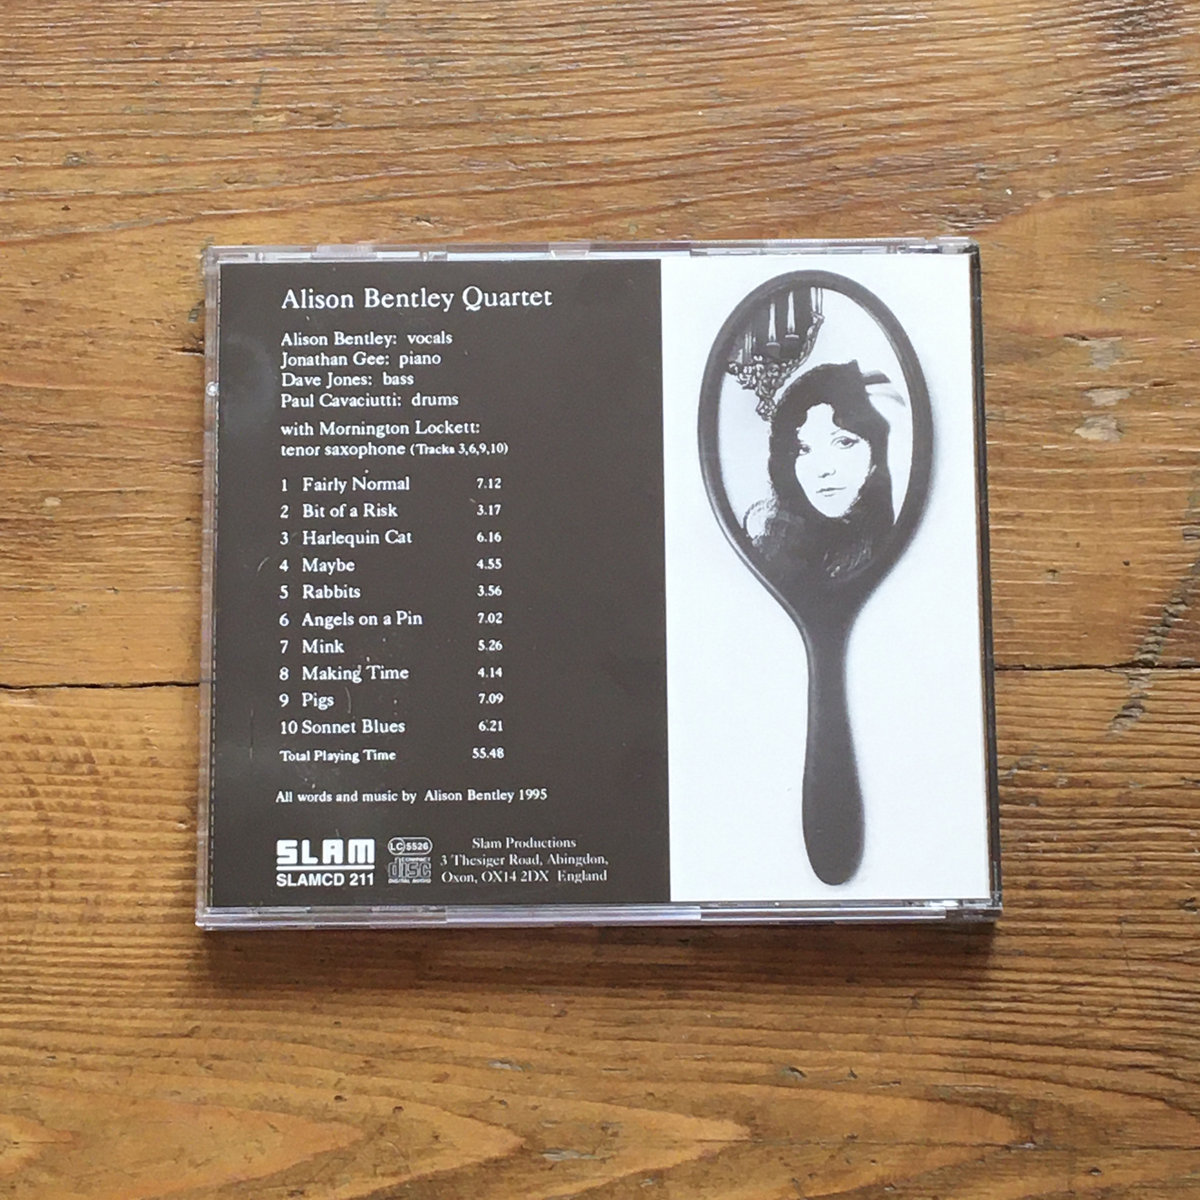 Alison Bentley Quartet
Alison Bentley: vocals
Jonathan Gee: piano
Dave Jones: bass
Paul Cavaciutti: drums
with Mornington Lockett:
tenor saxophone (Tracks 3,6,9,10)
1 Fairly Normal 7.12
2 Bit of a Risk 3.17
3 Harlequin Cat 6.16
4 Maybe 4.55
5 Rabbits 3.56
6 Angels on a Pin 7.02
7 Mink 5.26
8 Making Time 4.14
9 Pigs 7.09
10 Sonnet Blues 6.21
Total Playing Time 55.48
All words and music by Alison Bentley 1995
SLAM
SLAMCD 211
LC 5526
COMPACT
disc
DIGITAL AUDIO
Slam Productions
3 Thesiger Road, Abingdon,
Oxon, OX14 2DX England